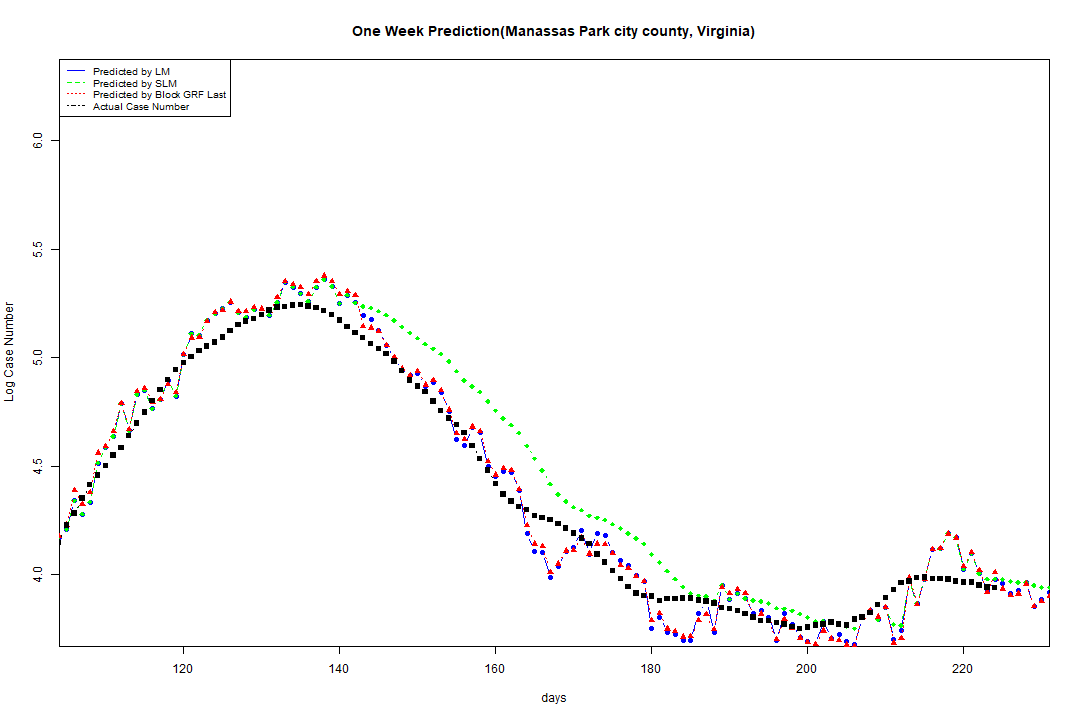 One Week Prediction(Manassas Park city county, Virginia)
Predicted by LM
Predicted by SLM
Predicted by Block GRF Last
Actual Case Number
6.0
5.5
5.0
4.5
4.0
Log Case Number
120 140 160 180 200 220
days